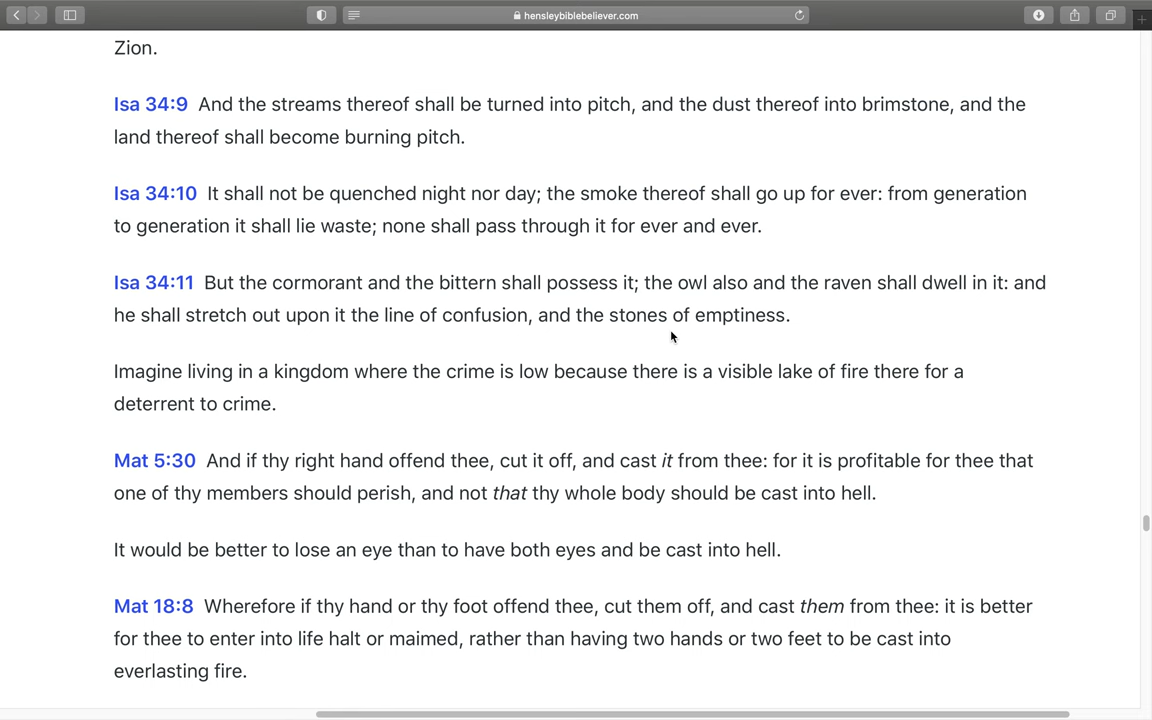 hensleybiblebeliever.com
Zion.
Isa 34:9 And the streams thereof shall be turned into pitch, and the dust thereof into brimstone, and the
land thereof shall become burning pitch.
Isa 34:10 It shall not be quenched night nor day; the smoke thereof shall go up for ever: from generation
to generation it shall lie waste; none shall pass through it for ever and ever.
Isa 34:11 But the cormorant and the bittern shall possess it; the owl also and the raven shall dwell in it: and
he shall stretch out upon it the line of confusion, and the stones of emptiness.
Imagine living in a kingdom where the crime is low because there is a visible lake of fire there for a
deterrent to crime.
Mat 5:30 And if thy right hand offend thee, cut it off, and cast it from thee: for it is profitable for thee that
one of thy members should perish, and not that thy whole body should be cast into hell.
It would be better to lose an eye than to have both eyes and be cast into hell.
Mat 18:8 Wherefore if thy hand or thy foot offend thee, cut them off, and cast them from thee: it is better
for thee to enter into life halt or maimed, rather than having two hands or two feet to be cast into
everlasting fire.